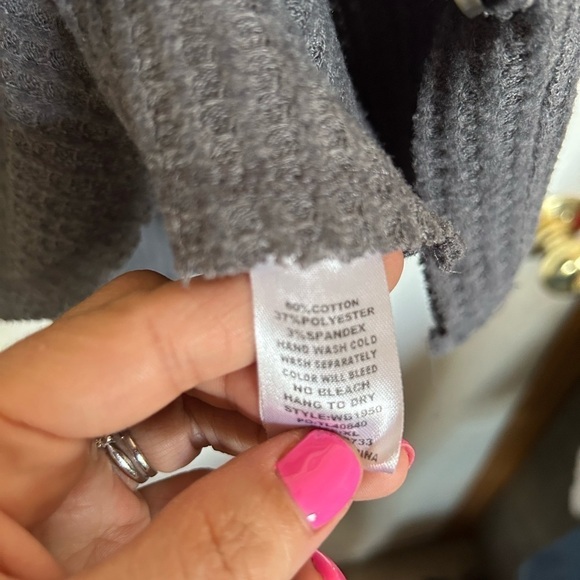 60%COTTON
37%POLYESTER
3%SPANDEX
HAND WASH COLD
WASH SEPARATELY
COLOR WILL BLEED
NO BLEACH
HANG TO DRY
STYLE:WG1950